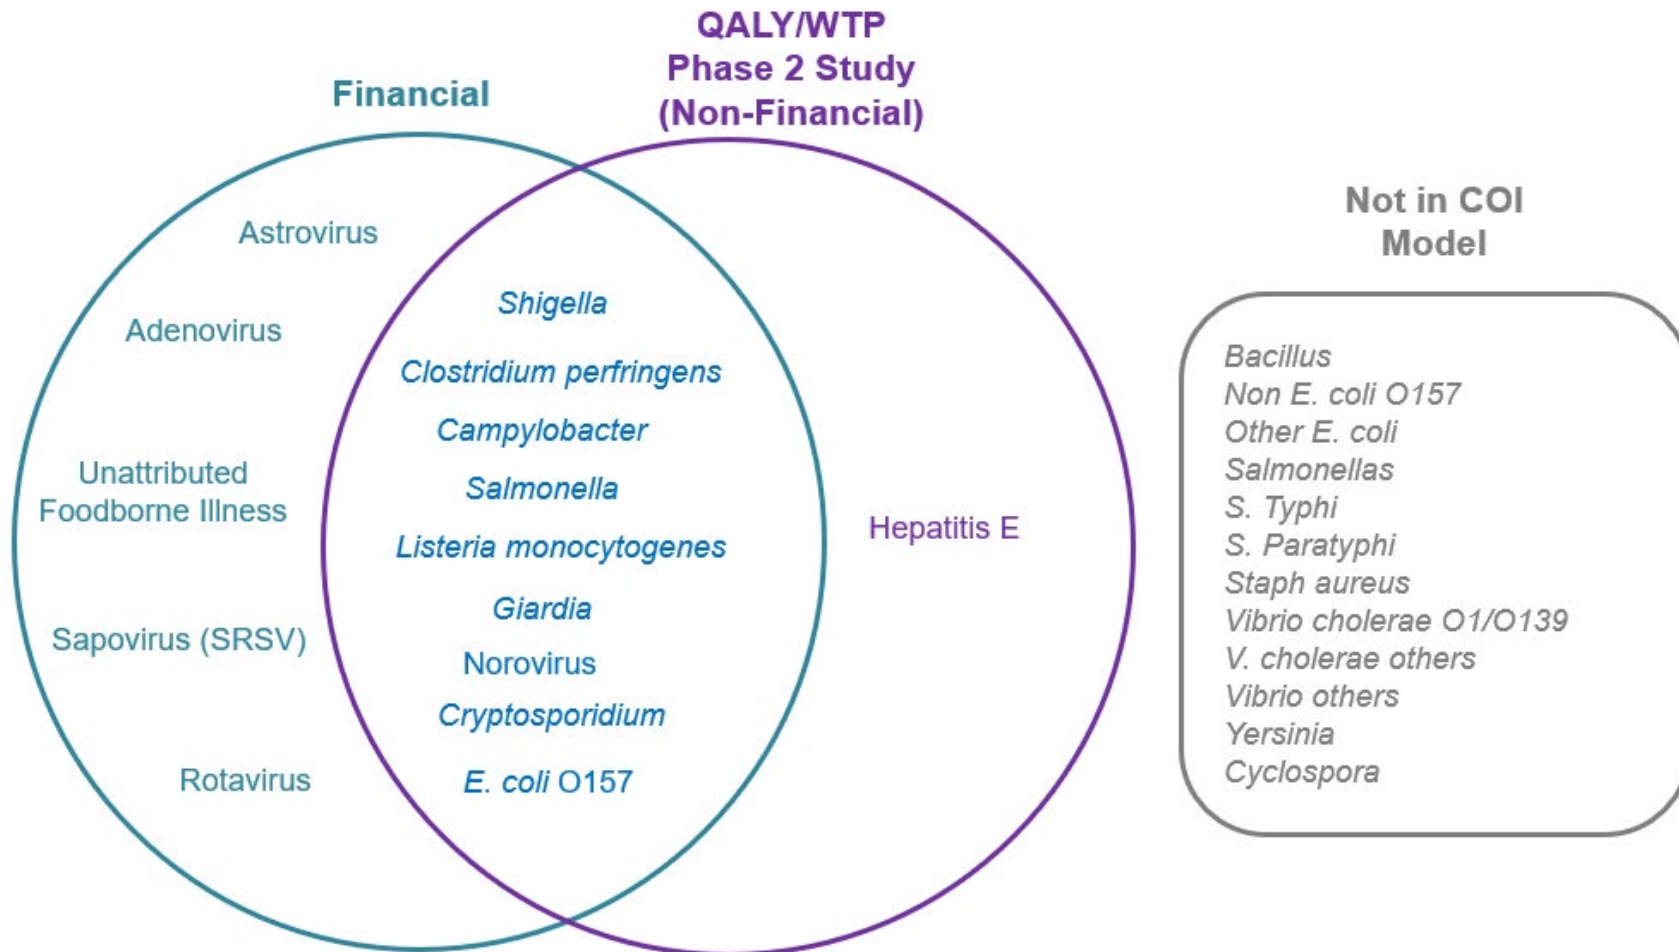 Financial
QALY/WTP
Phase 2 Study
(Non-Financial)
Astrovirus
Adenovirus
Unattributed
Foodborne Illness
Sapovirus (SRSV)
Rotavirus
Shigella
Clostridium perfringens
Campylobacter
Salmonella
Listeria monocytogenes
Giardia
Norovirus
Cryptosporidium
E. coli O157
Hepatitis E
Not in COI
Model
Bacillus
Non E. coli O157
Other E. coli
Salmonellas
S. Typhi
S. Paratyphi
Staph aureus
Vibrio cholerae O1/O139
V. cholerae others
Vibrio others
Yersinia
Cyclospora